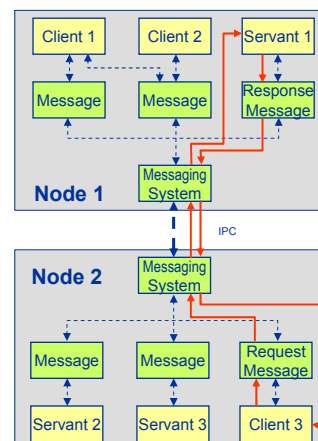 Client 1
Client 2
Servant 1
Message
Message
Response
Message
Messaging
System
Node 1
IPC
Node 2
Messaging
System
Message
Message
Request
Message
Servant 2
Servant 3
Client 3